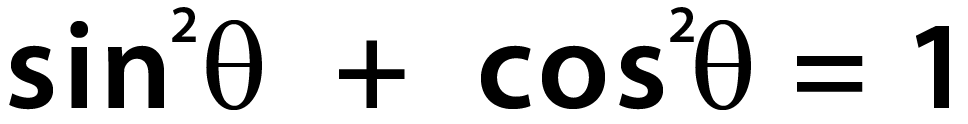 sin²θ + cos²θ = 1